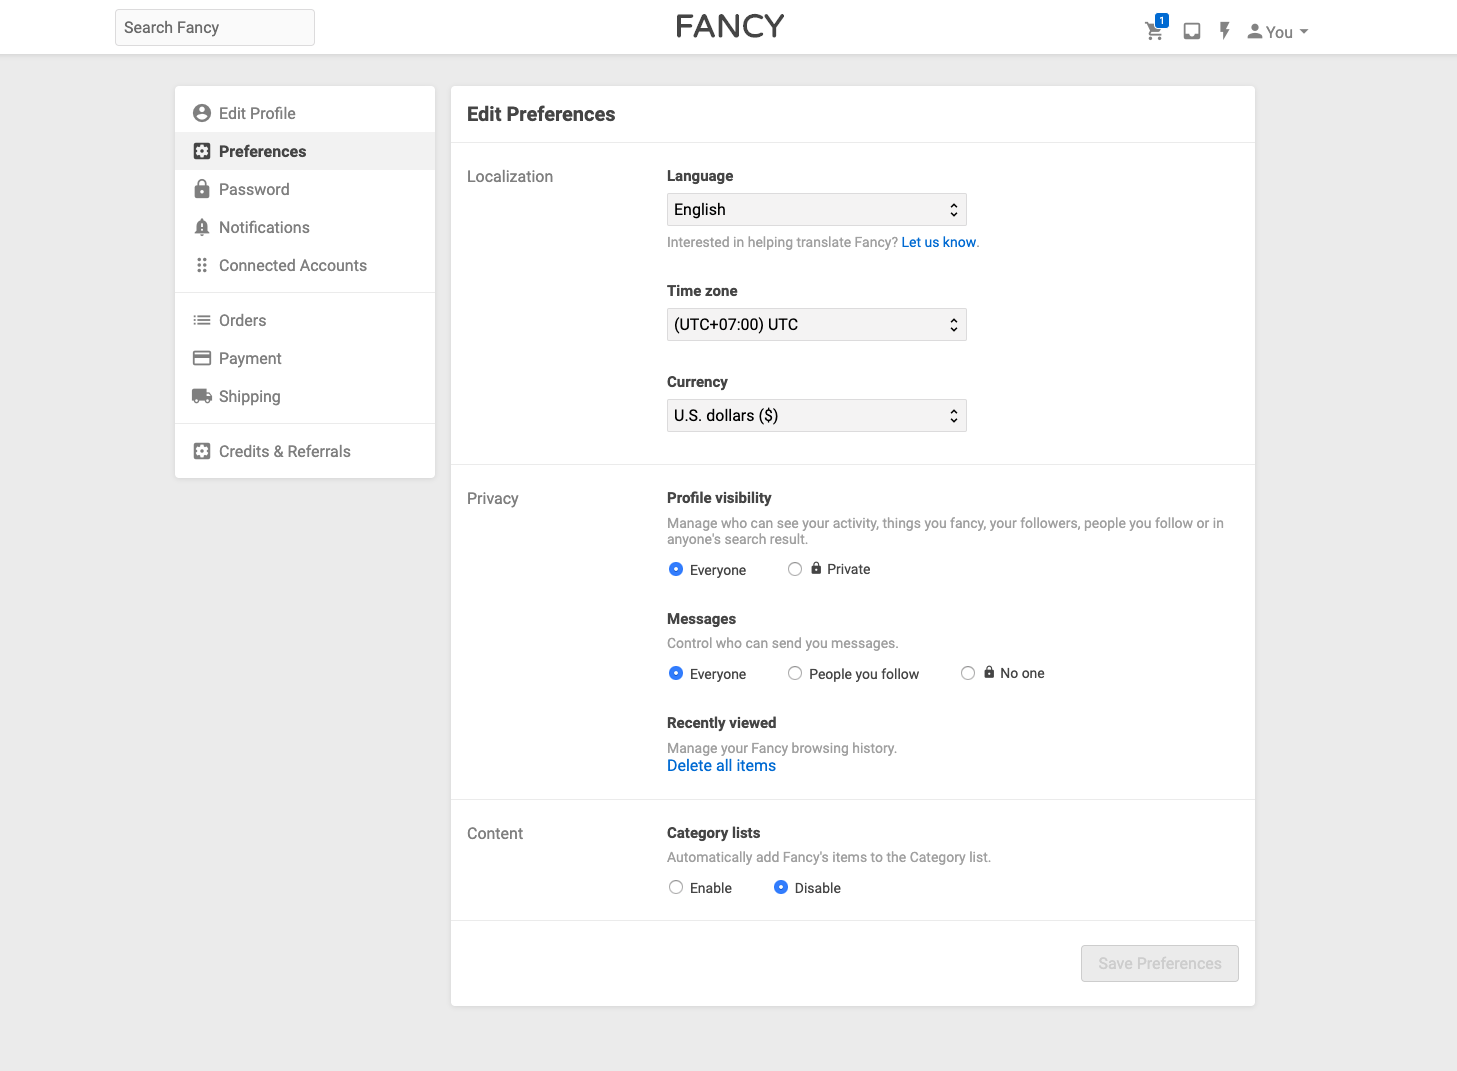 Search Fancy
FANCY
1
You
Edit Profile
Preferences
Password
Notifications
Connected Accounts
Orders
Payment
Shipping
Credits & Referrals
Edit Preferences
Localization
Language
English
Interested in helping translate Fancy? Let us know.
Time zone
(UTC+07:00) UTC
Currency
U.S. dollars ($)
Privacy
Profile visibility
Manage who can see your activity, things you fancy, your followers, people you follow or in
anyone's search result.
Everyone Private
Messages
Control who can send you messages.
Everyone People you follow No one
Recently viewed
Manage your Fancy browsing history.
Delete all items
Content
Category lists
Automatically add Fancy's items to the Category list.
Enable Disable
Save Preferences